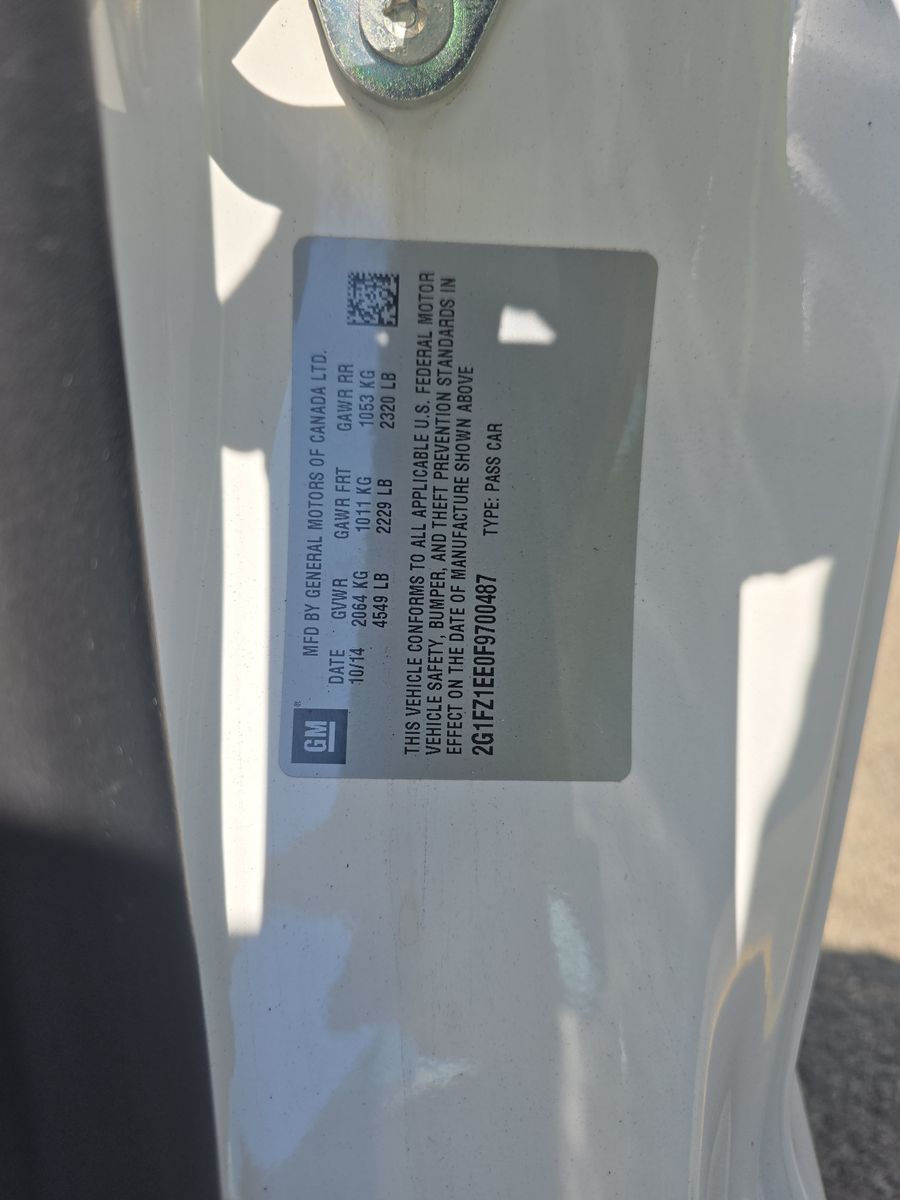 GM
MFD BY GENERAL MOTORS OF CANADA LTD.
DATE GVWR GAWR FRT GAWR RR
10/14 2064 KG 1011 KG 1053 KG
4549 LB 2229 LB 2320 LB
THIS VEHICLE CONFORMS TO ALL APPLICABLE U.S. FEDERAL MOTOR
VEHICLE SAFETY, BUMPER, AND THEFT PREVENTION STANDARDS IN
EFFECT ON THE DATE OF MANUFACTURE SHOWN ABOVE
2G1FZ1EE0F9700487 TYPE: PASS CAR